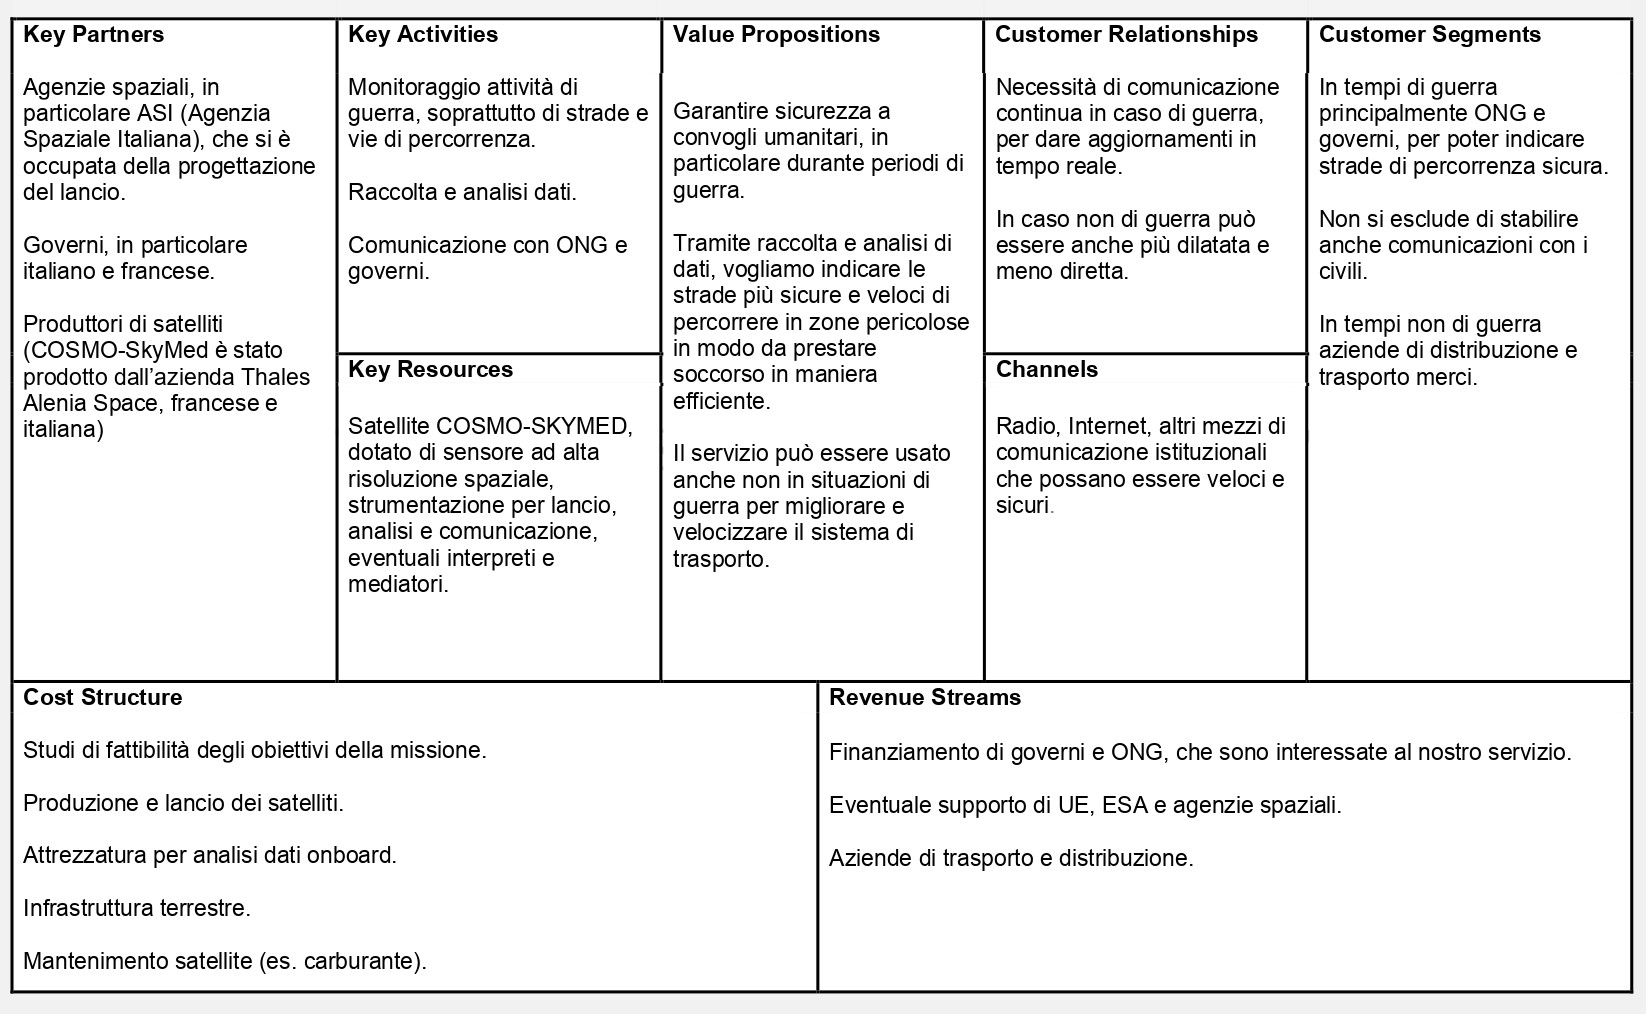 Key Partners
Agenzie spaziali, in
particolare ASI (Agenzia
Spaziale Italiana), che si è
occupata della progettazione
del lancio.
Governi, in particolare
italiano e francese.
Produttori di satelliti
(COSMO-SkyMed è stato
prodotto dall’azienda Thales
Alenia Space, francese e
italiana)
Key Activities
Monitoraggio attività di
guerra, soprattutto di strade e
vie di percorrenza.
Raccolta e analisi dati.
Comunicazione con ONG e
governi.
Key Resources
Satellite COSMO-SKYMED,
dotato di sensore ad alta
risoluzione spaziale,
strumentazione per lancio,
analisi e comunicazione,
eventuali interpreti e
mediatori.
Value Propositions
Garantire sicurezza a
convogli umanitari, in
particolare durante periodi di
guerra.
Tramite raccolta e analisi di
dati, vogliamo indicare le
strade più sicure e veloci di
percorrere in zone pericolose
in modo da prestare
soccorso in maniera
efficiente.
Il servizio può essere usato
anche non in situazioni di
guerra per migliorare e
velocizzare il sistema di
trasporto.
Customer Relationships
Necessità di comunicazione
continua in caso di guerra,
per dare aggiornamenti in
tempo reale.
In caso non di guerra può
essere anche più dilatata e
meno diretta.
Channels
Radio, Internet, altri mezzi di
comunicazione istituzionali
che possano essere veloci e
sicuri.
Customer Segments
In tempi di guerra
principalmente ONG e
governi, per poter indicare
strade di percorrenza sicura.
Non si esclude di stabilire
anche comunicazioni con i
civili.
In tempi non di guerra
aziende di distribuzione e
trasporto merci.
Cost Structure
Studi di fattibilità degli obiettivi della missione.
Produzione e lancio dei satelliti.
Attrezzatura per analisi dati onboard.
Infrastruttura terrestre.
Mantenimento satellite (es. carburante).
Revenue Streams
Finanziamento di governi e ONG, che sono interessate al nostro servizio.
Eventuale supporto di UE, ESA e agenzie spaziali.
Aziende di trasporto e distribuzione.